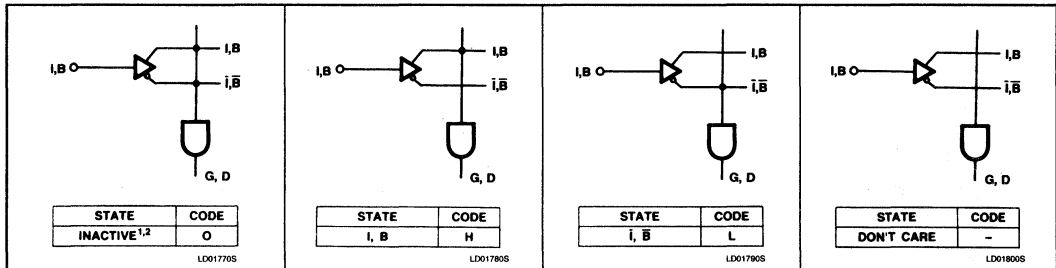 I,B
I,B
Ī,B̅
G, D
STATE CODE
INACTIVE1,2 O
LD01770S
I,B
I,B
Ī,B̅
G, D
STATE CODE
I, B H
LD01780S
I,B
I,B
Ī,B̅
G, D
STATE CODE
Ī, B̅ L
LD01790S
I,B
I,B
Ī,B̅
G, D
STATE CODE
DON'T CARE –
LD01800S